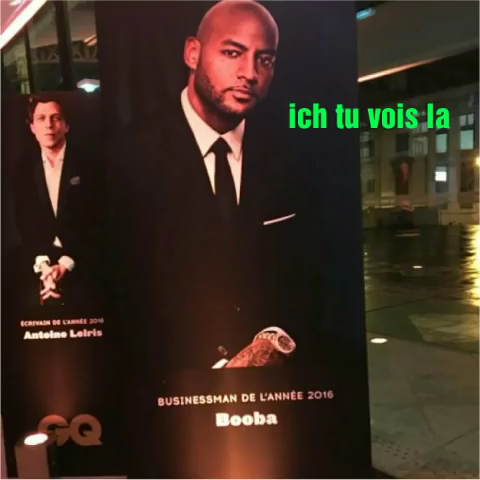 ich tu vois la
ÉCRIVAIN DE L'ANNÉE 2016
Antoine Leiris
BUSINESSMAN DE L'ANNÉE 2016
Booba
GQ